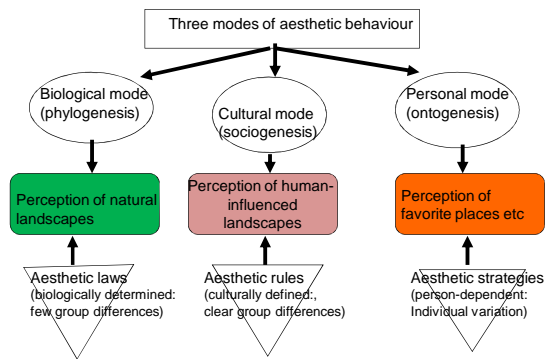 Three modes of aesthetic behaviour
Biological mode
(phylogenesis)
Cultural mode
(sociogenesis)
Personal mode
(ontogenesis)
Perception of natural
landscapes
Perception of human-
influenced
landscapes
Perception of
favorite places etc
Aesthetic laws
(biologically determined:
few group differences)
Aesthetic rules
(culturally defined:,
clear group differences)
Aesthetic strategies
(person-dependent:
Individual variation)